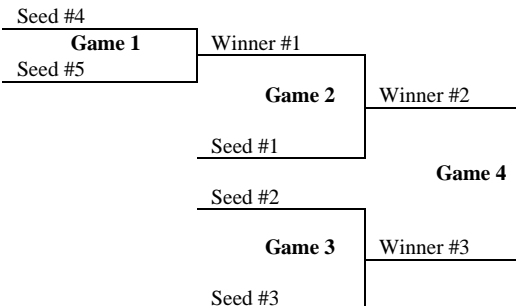 Seed #4
Game 1
Winner #1
Seed #5
Game 2
Winner #2
Seed #1
Game 4
Seed #2
Game 3
Winner #3
Seed #3